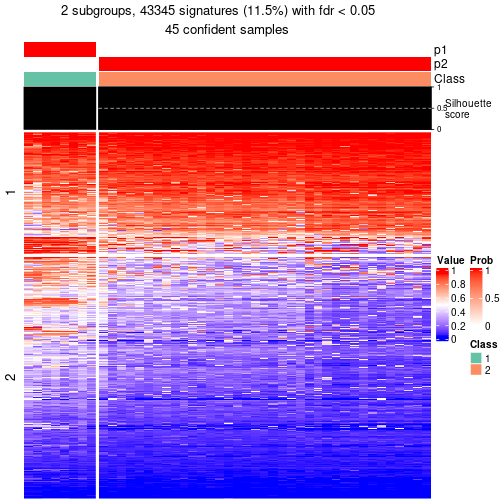 2 subgroups, 43345 signatures (11.5%) with fdr < 0.05
45 confident samples
p1
p2
Class
1
0.5
0
Silhouette
score
1
2
Value
1
0.8
0.6
0.4
0.2
0
Prob
1
0.5
0
Class
1
2